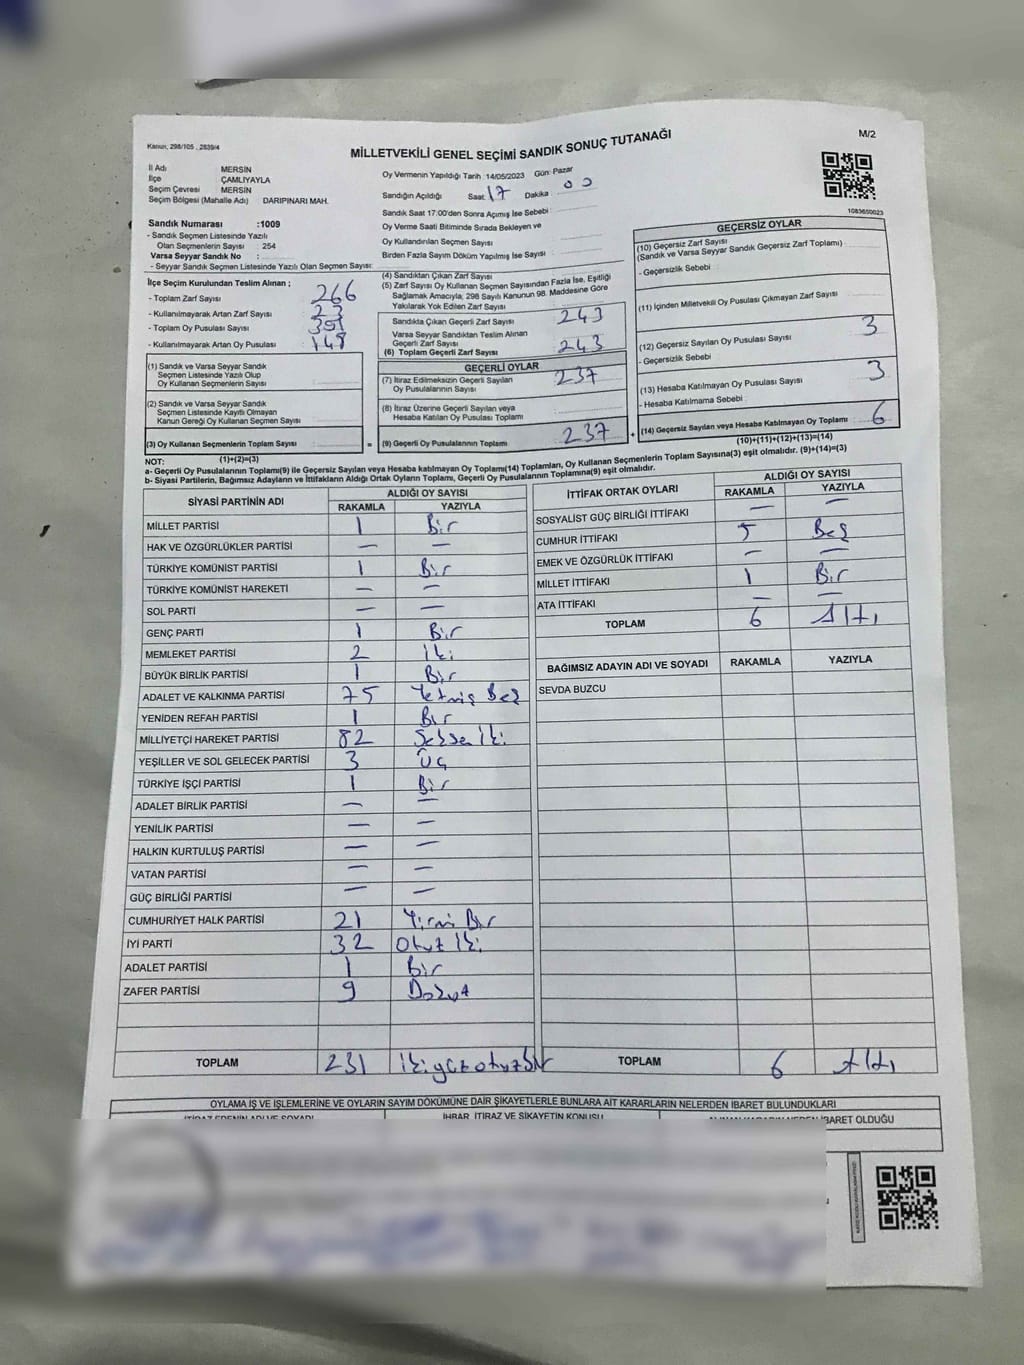 Kanun, 298/105 , 2839/4
MİLLETVEKİLİ GENEL SEÇİMİ SANDIK SONUÇ TUTANAĞI
M/2
İl Adı MERSİN
İlçe ÇAMLIYAYLA
Seçim Çevresi MERSİN
Seçim Bölgesi (Mahalle Adı) DARIPINARI MAH.
Sandık Numarası :1009
- Sandık Seçmen Listesinde Yazılı
Olan Seçmenlerin Sayısı : 254
Varsa Seyyar Sandık No :
- Seyyar Sandık Seçmen Listesinde Yazılı Olan Seçmen Sayısı:
İlçe Seçim Kurulundan Teslim Alınan ;
- Toplam Zarf Sayısı 266
- Kullanılmayarak Artan Zarf Sayısı 23
- Toplam Oy Pusulası Sayısı
- Kullanılmayarak Artan Oy Pusulası 148
(1) Sandık ve Varsa Seyyar Sandık
Seçmen Listesinde Yazılı Olup
Oy Kullanan Seçmenlerin Sayısı
(2) Sandık ve Varsa Seyyar Sandık
Seçmen Listesinde Kayıtlı Olmayan
Kanun Gereği Oy Kullanan Seçmen Sayısı
(3) Oy Kullanan Seçmenlerin Toplam Sayısı =
(1)+(2)=(3)
Oy Vermenin Yapıldığı Tarih :14/05/2023 Gün: Pazar
Sandığın Açıldığı Saat 17 Dakika 00
Sandık Saat 17:00'den Sonra Açımış İse Sebebi :
Oy Verme Saati Bitiminde Sırada Bekleyen ve
Oy Kullandırılan Seçmen Sayısı
Birden Fazla Sayım Döküm Yapılmış İse Sayısı :
(4) Sandıktan Çıkan Zarf Sayısı
(5) Zarf Sayısı Oy Kullanan Seçmen Sayısından Fazla İse, Eşitliği
Sağlamak Amacıyla, 298 Sayılı Kanunun 98. Maddesine Göre
Yakılarak Yok Edilen Zarf Sayısı
Sandıkta Çıkan Geçerli Zarf Sayısı 243
Varsa Seyyar Sandıktan Teslim Alınan
Geçerli Zarf Sayısı
(6) Toplam Geçerli Zarf Sayısı 243
GEÇERLİ OYLAR
(7) İtiraz Edilmeksizin Geçerli Sayılan
Oy Pusulalarının Sayısı 237
(8) İtiraz Üzerine Geçerli Sayılan veya
Hesaba Katılan Oy Pusulası Toplamı
(9) Geçerli Oy Pusulalarının Toplamı 237 +
1083650023
GEÇERSİZ OYLAR
(10) Geçersiz Zarf Sayısı
(Sandık ve Varsa Seyyar Sandık Geçersiz Zarf Toplamı)
- Geçersizlik Sebebi
(11) İçinden Milletvekili Oy Pusulası Çıkmayan Zarf Sayısı
(12) Geçersiz Sayılan Oy Pusulası Sayısı 3
- Geçersizlik Sebebi
(13) Hesaba Katılmayan Oy Pusulası Sayısı 3
- Hesaba Katılmama Sebebi
(14) Geçersiz Sayılan veya Hesaba Katılmayan Oy Toplamı 6
(10)+(11)+(12)+(13)=(14)
NOT:
a- Geçerli Oy Pusulalarının Toplamı(9) ile Geçersiz Sayılan veya Hesaba katılmayan Oy Toplamı(14) Toplamları, Oy Kullanan Seçmenlerin Toplam Sayısına(3) eşit olmalıdır. (9)+(14)=(3)
b- Siyasi Partilerin, Bağımsız Adayların ve İttifakların Aldığı Ortak Oyların Toplamı, Geçerli Oy Pusulalarının Toplamına(9) eşit olmalıdır.
SİYASİ PARTİNİN ADI ALDIĞI OY SAYISI
RAKAMLA YAZIYLA
MİLLET PARTİSİ 1 Bir
HAK VE ÖZGÜRLÜKLER PARTİSİ — —
TÜRKİYE KOMÜNİST PARTİSİ 1 Bir
TÜRKİYE KOMÜNİST HAREKETİ — —
SOL PARTİ — —
GENÇ PARTİ 1 Bir
MEMLEKET PARTİSİ 2 iki
BÜYÜK BİRLİK PARTİSİ 1 Bir
ADALET VE KALKINMA PARTİSİ 75 Yetmiş Beş
YENİDEN REFAH PARTİSİ 1 Bir
MİLLİYETÇİ HAREKET PARTİSİ 82 Seksen iki
YEŞİLLER VE SOL GELECEK PARTİSİ 3 Üç
TÜRKİYE İŞÇİ PARTİSİ 1 Bir
ADALET BİRLİK PARTİSİ — —
YENİLİK PARTİSİ — —
HALKIN KURTULUŞ PARTİSİ — —
VATAN PARTİSİ — —
GÜÇ BİRLİĞİ PARTİSİ — —
CUMHURİYET HALK PARTİSİ 21 Yirmi Bir
İYİ PARTİ 32 Otuz iki
ADALET PARTİSİ 1 Bir
ZAFER PARTİSİ 9 Dokuz
TOPLAM 231 ikiyüzotuzbir
İTTİFAK ORTAK OYLARI ALDIĞI OY SAYISI
RAKAMLA YAZIYLA
SOSYALİST GÜÇ BİRLİĞİ İTTİFAKI — —
CUMHUR İTTİFAKI 5 Beş
EMEK VE ÖZGÜRLÜK İTTİFAKI — —
MİLLET İTTİFAKI 1 Bir
ATA İTTİFAKI — —
TOPLAM 6 Altı
BAĞIMSIZ ADAYIN ADI VE SOYADI RAKAMLA YAZIYLA
SEVDA BUZCU
TOPLAM 6 Altı
OYLAMA İŞ VE İŞLEMLERİNE VE OYLARIN SAYIM DÖKÜMÜNE DAİR ŞİKAYETLERLE BUNLARA AİT KARARLARIN NELERDEN İBARET BULUNDUKLARI
İTİRAZ EDENİN ADI VE SOYADI İHBAR, İTİRAZ VE ŞİKAYETİN KONUSU İBARET OLDUĞU